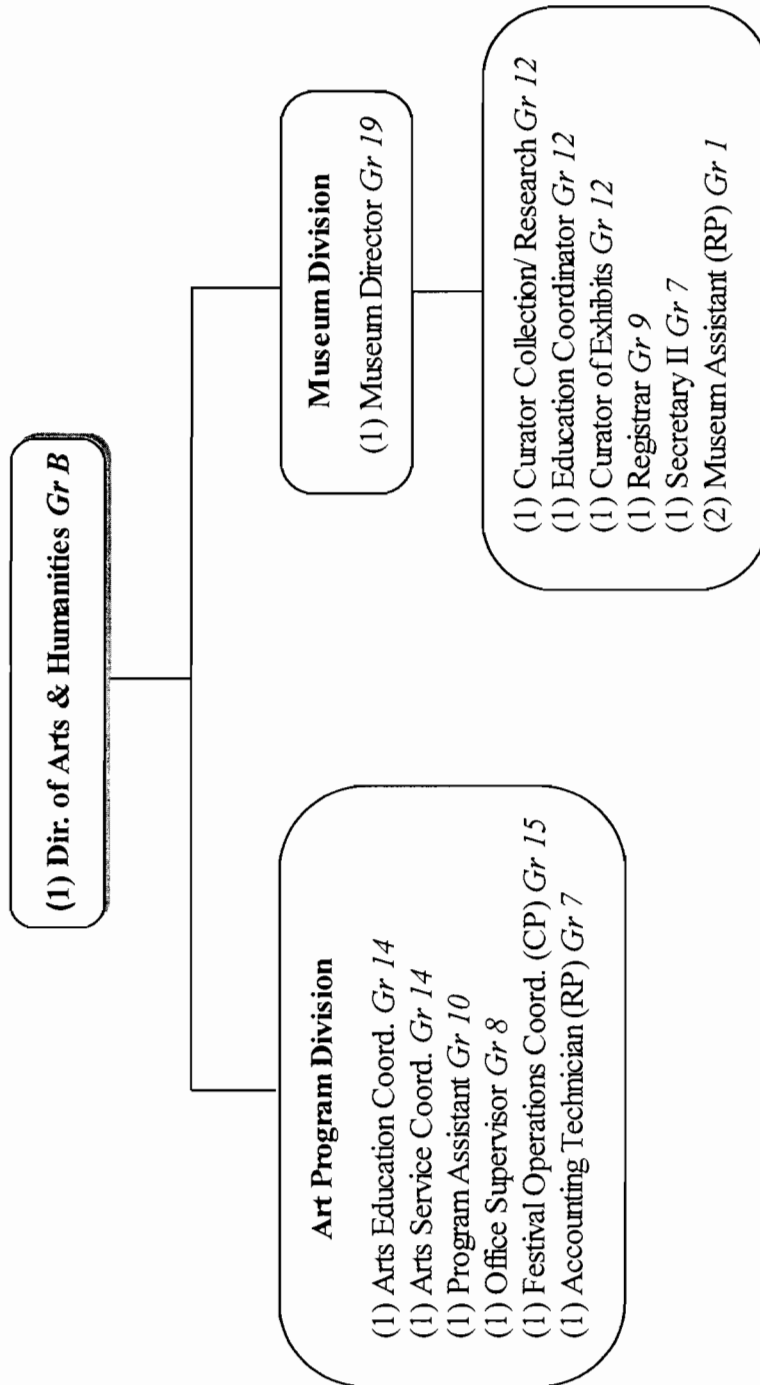 (1) Dir. of Arts & Humanities Gr B
Art Program Division
(1) Arts Education Coord. Gr 14
(1) Arts Service Coord. Gr 14
(1) Program Assistant Gr 10
(1) Office Supervisor Gr 8
(1) Festival Operations Coord. (CP) Gr 15
(1) Accounting Technician (RP) Gr 7
Museum Division
(1) Museum Director Gr 19
(1) Curator Collection/ Research Gr 12
(1) Education Coordinator Gr 12
(1) Curator of Exhibits Gr 12
(1) Registrar Gr 9
(1) Secretary II Gr 7
(2) Museum Assistant (RP) Gr 1